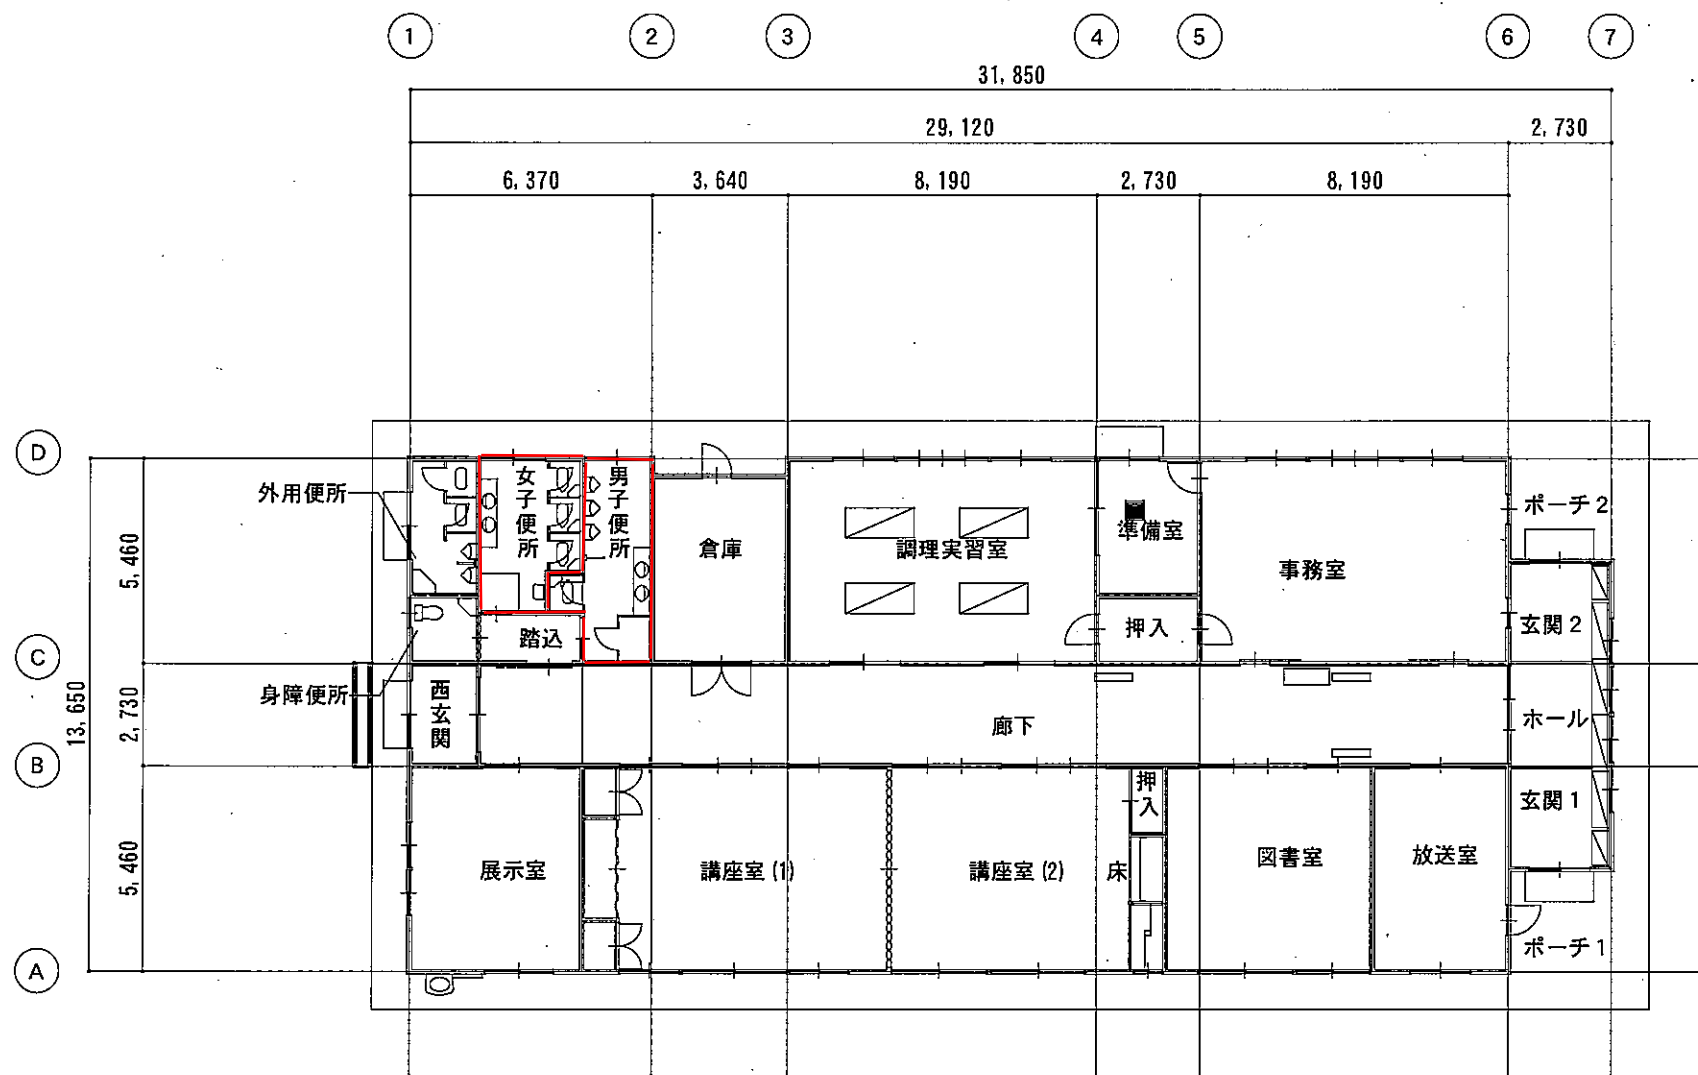 1
2
3
4
5
6
7
31,850
29,120
2,730
6,370
3,640
8,190
2,730
8,190
D
C
B
A
13,650
5,460
2,730
5,460
外用便所
身障便所
女子便所
男子便所
踏込
倉庫
調理実習室
準備室
押入
事務室
ポーチ2
玄関2
西玄関
廊下
ホール
展示室
講座室(1)
講座室(2)
押入
床
図書室
放送室
玄関1
ポーチ1